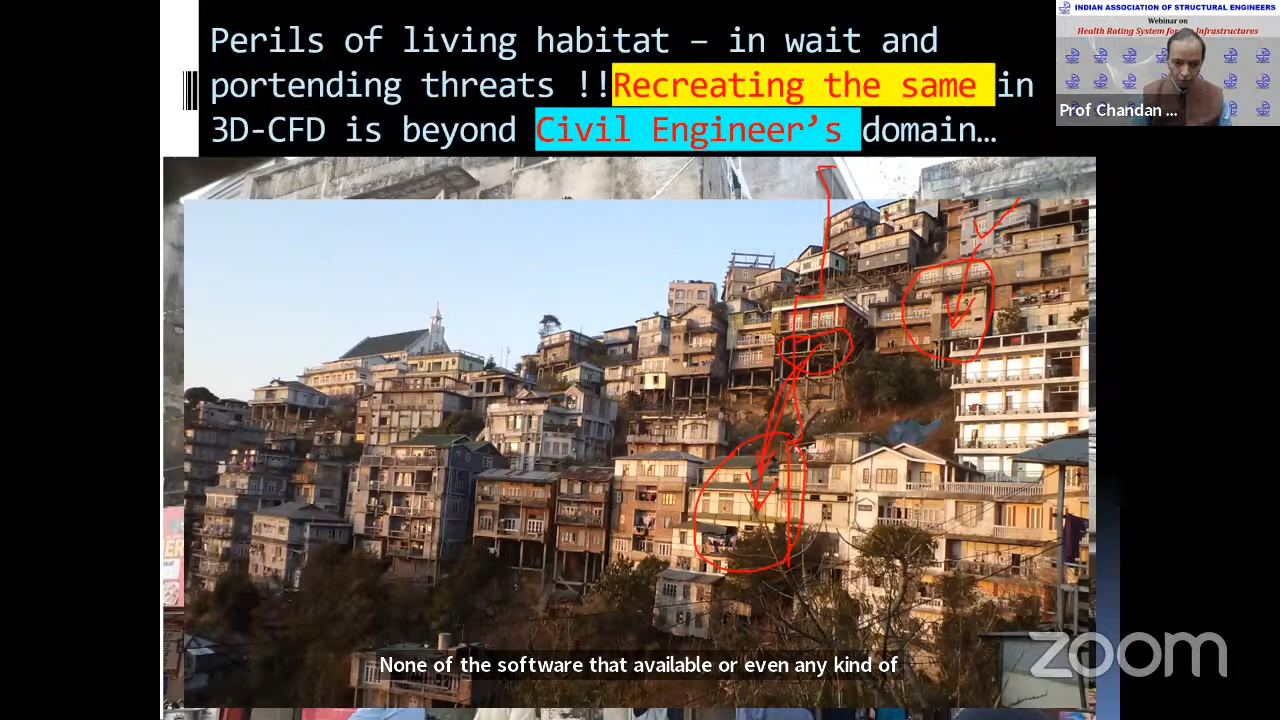 Perils of living habitat – in wait and
portending threats !!Recreating the same in
3D-CFD is beyond Civil Engineer’s domain…
INDIAN ASSOCIATION OF STRUCTURAL ENGINEERS
Webinar on
Health Rating System for Infrastructures
Prof Chandan ...
None of the software that available or even any kind of
zoom